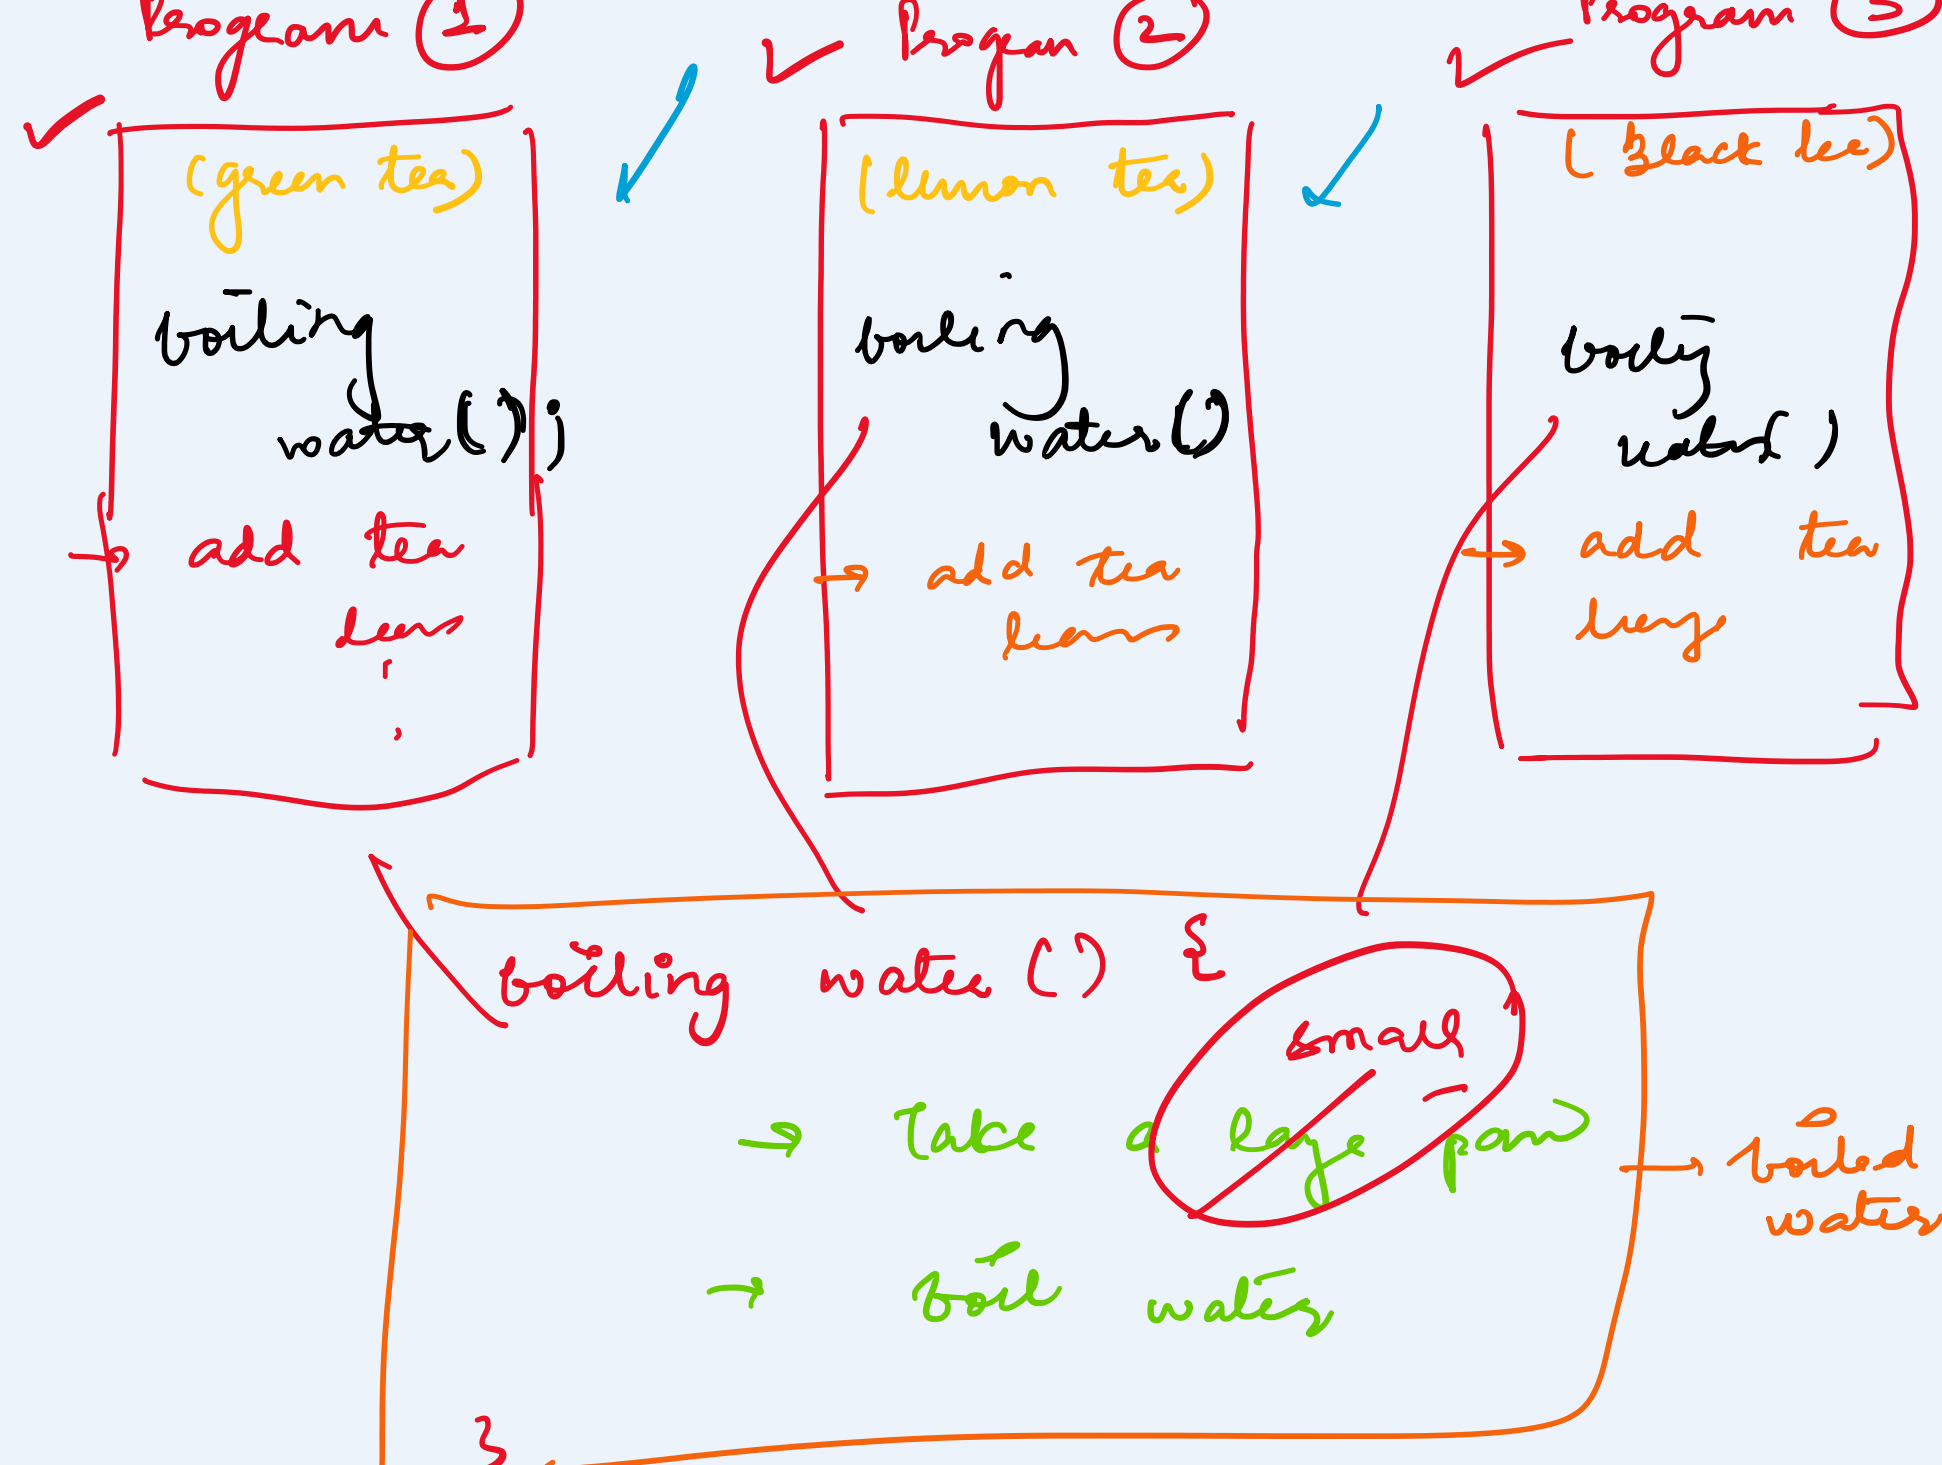 Program 1
(green tea)
boiling
water();
add tea
leaves
Program 2
(lemon tea)
boiling
water()
add tea
leaves
Program 3
(Black tea)
boiling
water()
add tea
leaves
boiling water() {
small
→ Take a large pan
→ boil water
}
→ boiled
water